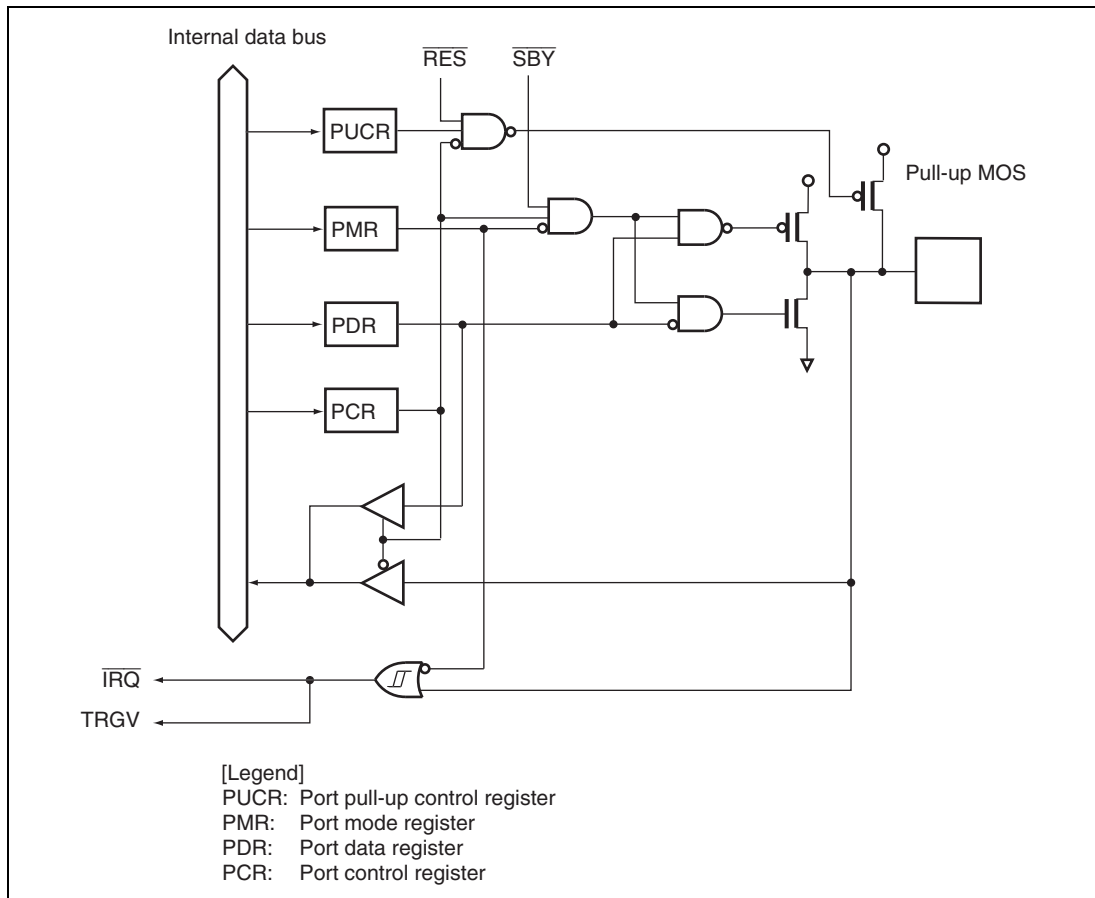 Internal data bus
RES
SBY
PUCR
Pull-up MOS
PMR
PDR
PCR
IRQ
TRGV
[Legend]
PUCR: Port pull-up control register
PMR: Port mode register
PDR: Port data register
PCR: Port control register